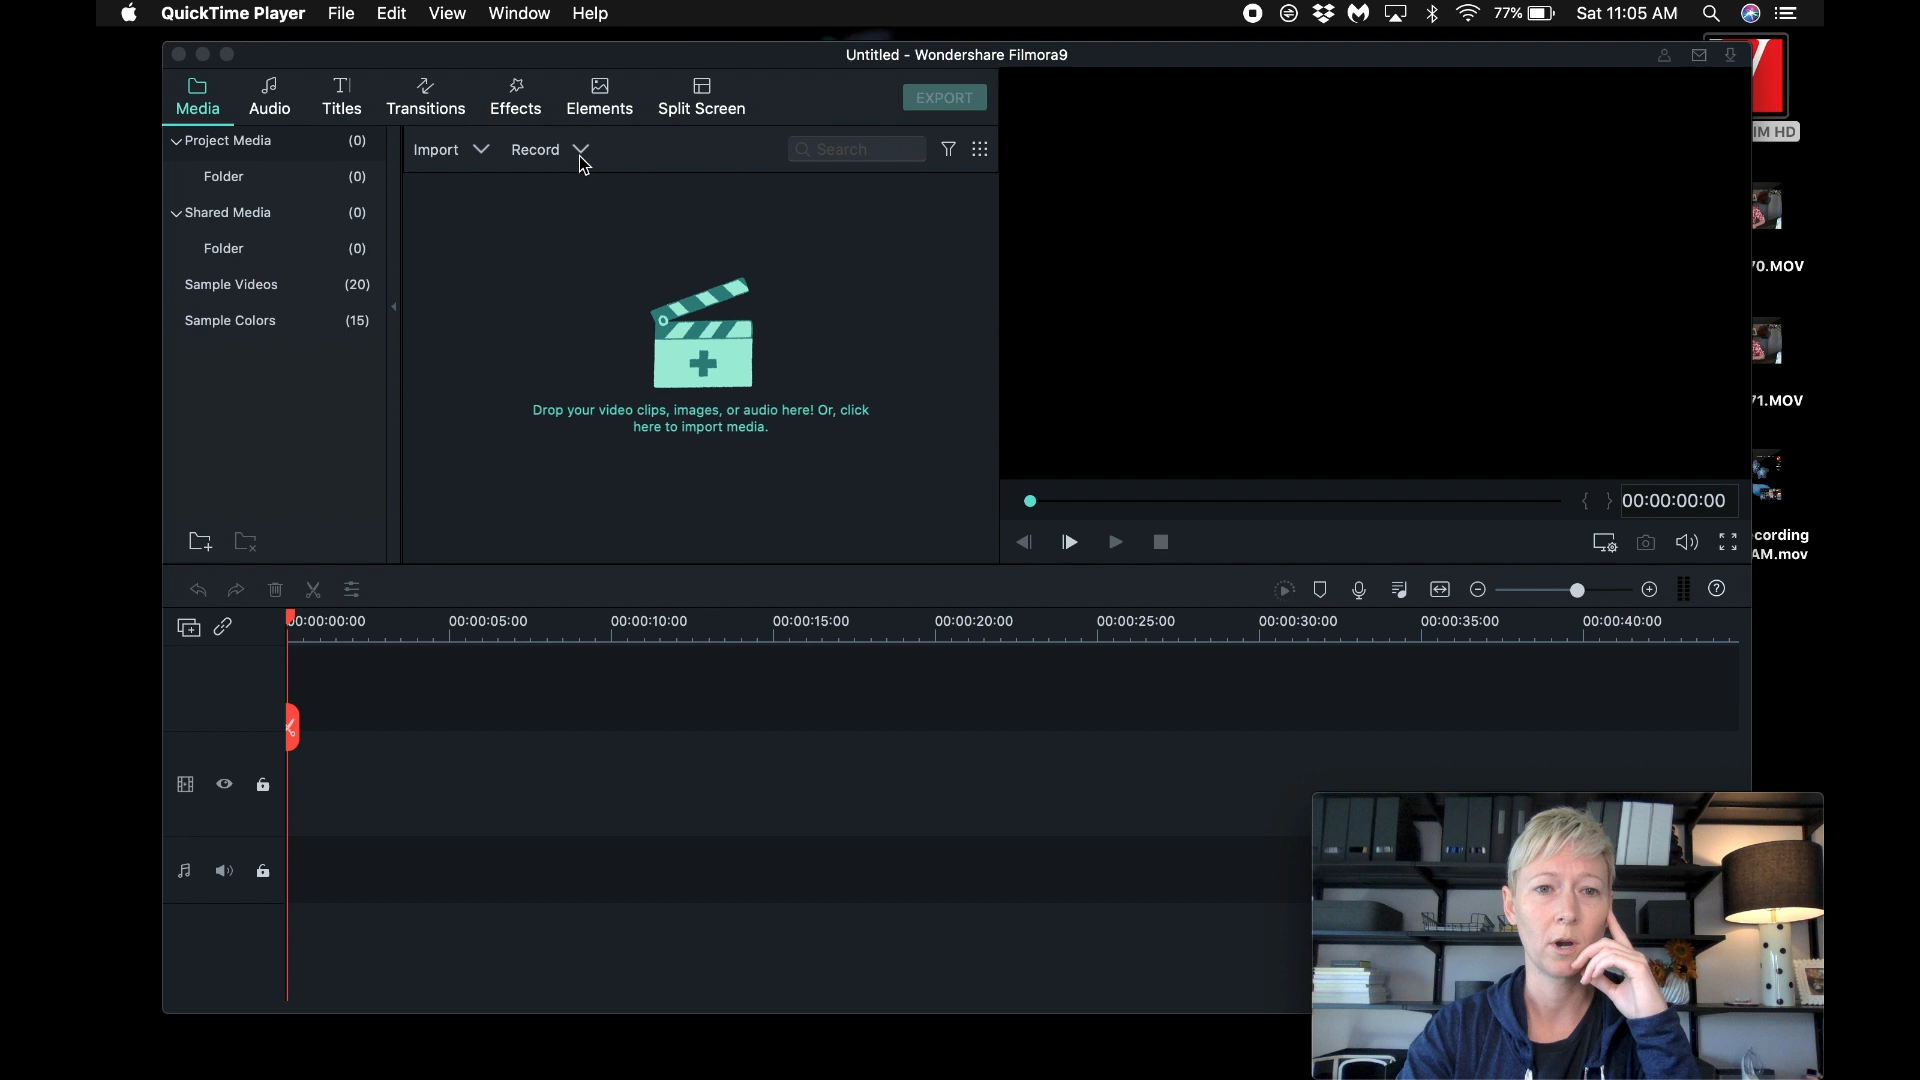 QuickTime Player File Edit View Window Help
77% Sat 11:05 AM
Untitled - Wondershare Filmora9
Media Audio Titles Transitions Effects Elements Split Screen
EXPORT
IM HD
Project Media (0)
Import Record Search
Folder (0)
Shared Media (0)
Folder (0)
70.MOV
Sample Videos (20)
Sample Colors (15)
71.MOV
Drop your video clips, images, or audio here! Or, click
here to import media.
{ } 00:00:00:00
cording
AM.mov
00:00:00:00 00:00:05:00 00:00:10:00 00:00:15:00 00:00:20:00 00:00:25:00 00:00:30:00 00:00:35:00 00:00:40:00